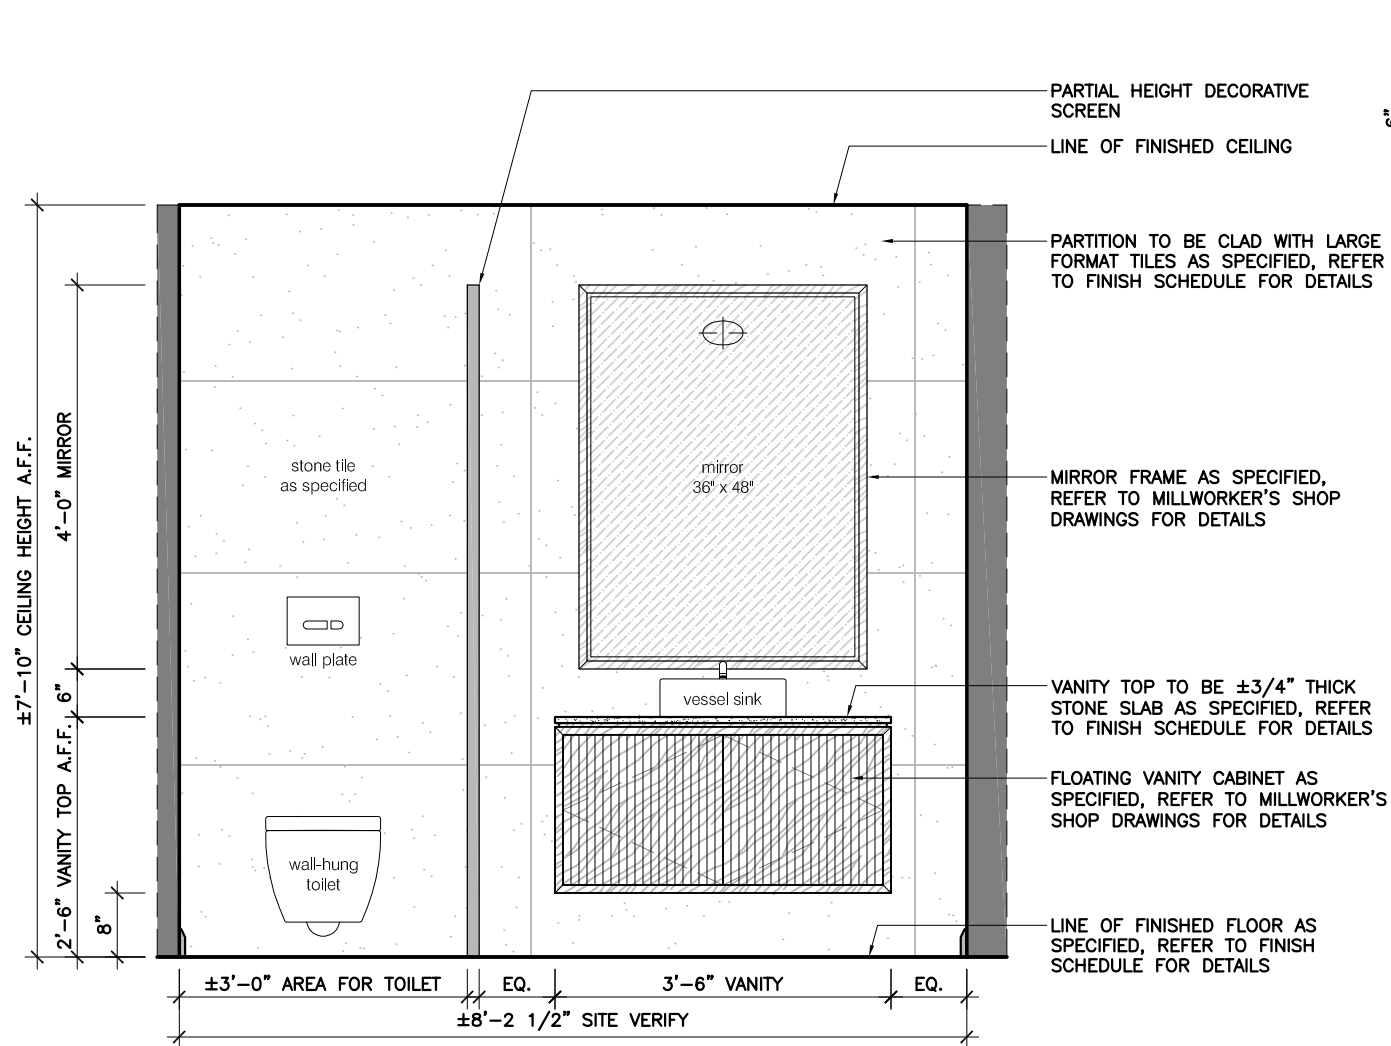 PARTIAL HEIGHT DECORATIVE
SCREEN
6"
LINE OF FINISHED CEILING
PARTITION TO BE CLAD WITH LARGE
FORMAT TILES AS SPECIFIED, REFER
TO FINISH SCHEDULE FOR DETAILS
±7'-10" CEILING HEIGHT A.F.F.
4'-0" MIRROR
6"
2'-6" VANITY TOP A.F.F.
8"
stone tile
as specified
mirror
36" x 48"
MIRROR FRAME AS SPECIFIED,
REFER TO MILLWORKER'S SHOP
DRAWINGS FOR DETAILS
wall plate
vessel sink
VANITY TOP TO BE ±3/4" THICK
STONE SLAB AS SPECIFIED, REFER
TO FINISH SCHEDULE FOR DETAILS
FLOATING VANITY CABINET AS
SPECIFIED, REFER TO MILLWORKER'S
SHOP DRAWINGS FOR DETAILS
wall-hung
toilet
LINE OF FINISHED FLOOR AS
SPECIFIED, REFER TO FINISH
SCHEDULE FOR DETAILS
±3'-0" AREA FOR TOILET
EQ.
3'-6" VANITY
EQ.
±8'-2 1/2" SITE VERIFY